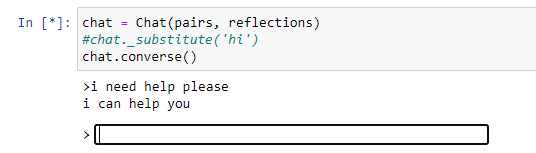 In [*]: chat = Chat(pairs, reflections)
#chat._substitute('hi')
chat.converse()
>i need help please
i can help you
>